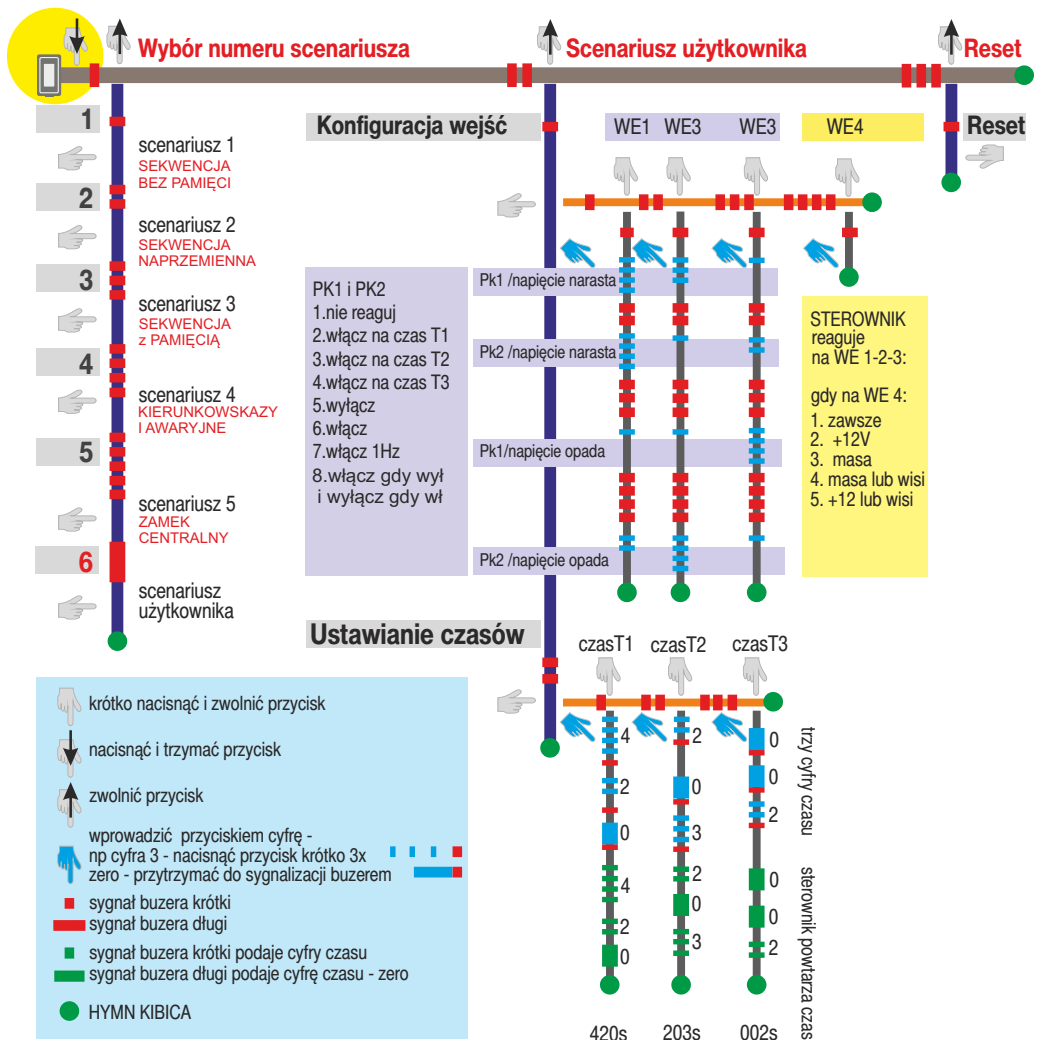 Wybór numeru scenariusza
Scenariusz użytkownika
Reset
1
scenariusz 1
SEKWENCJA
BEZ PAMIĘCI
2
scenariusz 2
SEKWENCJA
NAPRZEMIENNA
3
scenariusz 3
SEKWENCJA
z PAMIĘCIĄ
4
scenariusz 4
KIERUNKOWSKAZY
I AWARYJNE
5
scenariusz 5
ZAMEK
CENTRALNY
6
scenariusz
użytkownika
Konfiguracja wejść
WE1 WE3 WE3 WE4
Reset
PK1 i PK2
1.nie reaguj
2.włącz na czas T1
3.włącz na czas T2
4.włącz na czas T3
5.wyłącz
6.włącz
7.włącz 1Hz
8.włącz gdy wył
i wyłącz gdy wł
Pk1 /napięcie narasta
Pk2 /napięcie narasta
Pk1/napięcie opada
Pk2 /napięcie opada
STEROWNIK
reaguje
na WE 1-2-3:
gdy na WE 4:
1. zawsze
2. +12V
3. masa
4. masa lub wisi
5. +12 lub wisi
Ustawianie czasów
czasT1 czasT2 czasT3
4
2
0
4
2
0
420s
2
0
3
2
0
3
203s
0
0
2
0
0
2
002s
trzy cyfry czasu
sterownik powtarza czas
krótko nacisnąć i zwolnić przycisk
nacisnąć i trzymać przycisk
zwolnić przycisk
wprowadzić przyciskiem cyfrę -
np cyfra 3 - nacisnąć przycisk krótko 3x
zero - przytrzymać do sygnalizacji buzerem
sygnał buzera krótki
sygnał buzera długi
sygnał buzera krótki podaje cyfry czasu
sygnał buzera długi podaje cyfrę czasu - zero
HYMN KIBICA